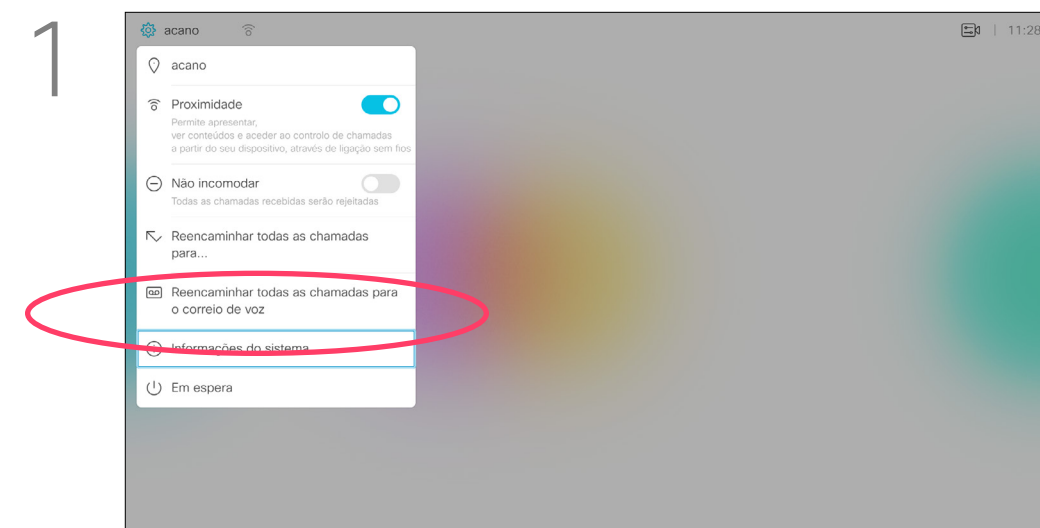 1
acano
11:28
acano
Proximidade
Permite apresentar,
ver conteúdos e aceder ao controlo de chamadas
a partir do seu dispositivo, através de ligação sem fios
Não incomodar
Todas as chamadas recebidas serão rejeitadas
Reencaminhar todas as chamadas
para...
Reencaminhar todas as chamadas para
o correio de voz
Informações do sistema
Em espera